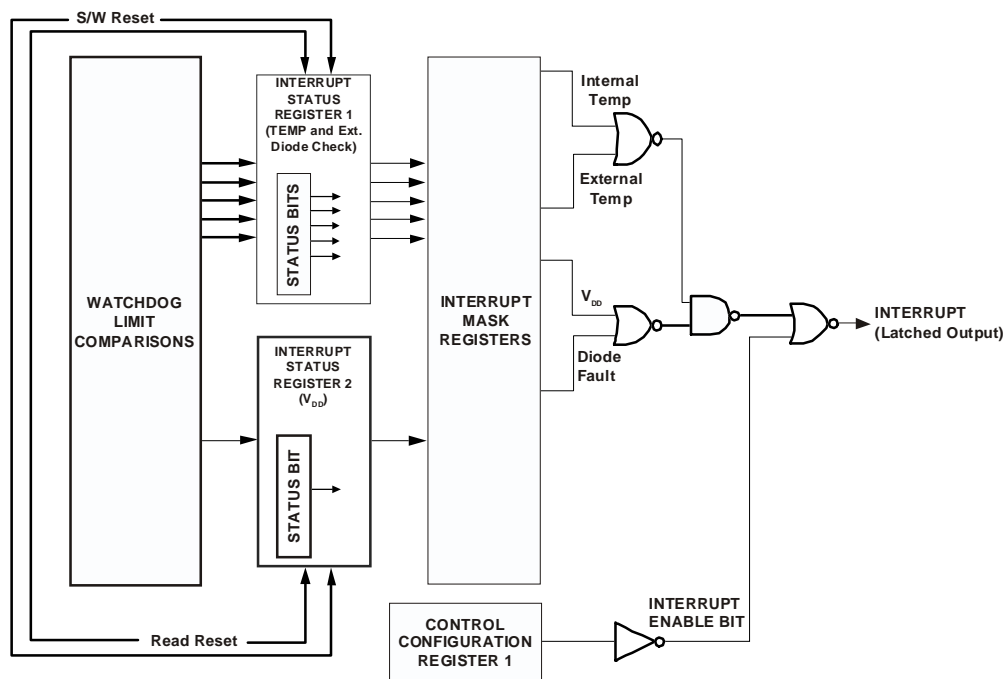 S/W Reset
INTERRUPT
STATUS
REGISTER 1
(TEMP and Ext.
Diode Check)
STATUS BITS
WATCHDOG
LIMIT
COMPARISONS
INTERRUPT
STATUS
REGISTER 2
(VDD)
STATUS BIT
Read Reset
INTERRUPT
MASK
REGISTERS
Internal
Temp
External
Temp
VDD
Diode
Fault
INTERRUPT
(Latched Output)
CONTROL
CONFIGURATION
REGISTER 1
INTERRUPT
ENABLE BIT